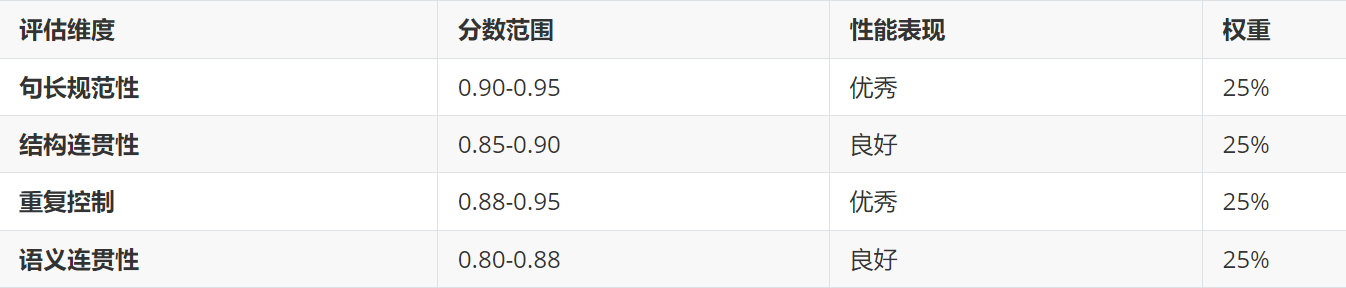 评估维度 分数范围 性能表现 权重
句长规范性 0.90-0.95 优秀 25%
结构连贯性 0.85-0.90 良好 25%
重复控制 0.88-0.95 优秀 25%
语义连贯性 0.80-0.88 良好 25%